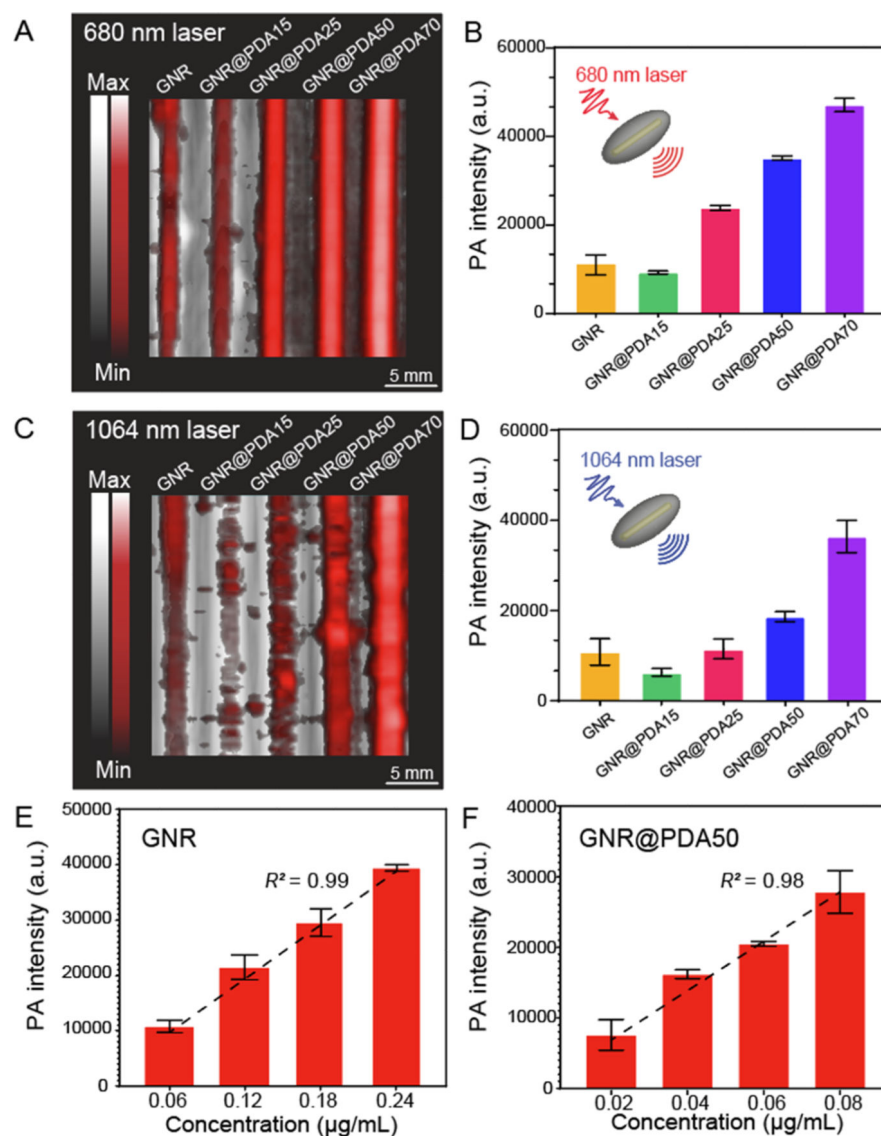 A
680 nm laser
GNR
GNR@PDA15
GNR@PDA25
GNR@PDA50
GNR@PDA70
Max
Min
5 mm
B
PA intensity (a.u.)
60000
40000
20000
0
680 nm laser
GNR
GNR@PDA15
GNR@PDA25
GNR@PDA50
GNR@PDA70
C
1064 nm laser
GNR
GNR@PDA15
GNR@PDA25
GNR@PDA50
GNR@PDA70
Max
Min
5 mm
D
PA intensity (a.u.)
60000
40000
20000
0
1064 nm laser
GNR
GNR@PDA15
GNR@PDA25
GNR@PDA50
GNR@PDA70
E
GNR
PA intensity (a.u.)
50000
40000
30000
20000
10000
0
R² = 0.99
0.06 0.12 0.18 0.24
Concentration (µg/mL)
F
GNR@PDA50
PA intensity (a.u.)
40000
30000
20000
10000
0
R² = 0.98
0.02 0.04 0.06 0.08
Concentration (µg/mL)